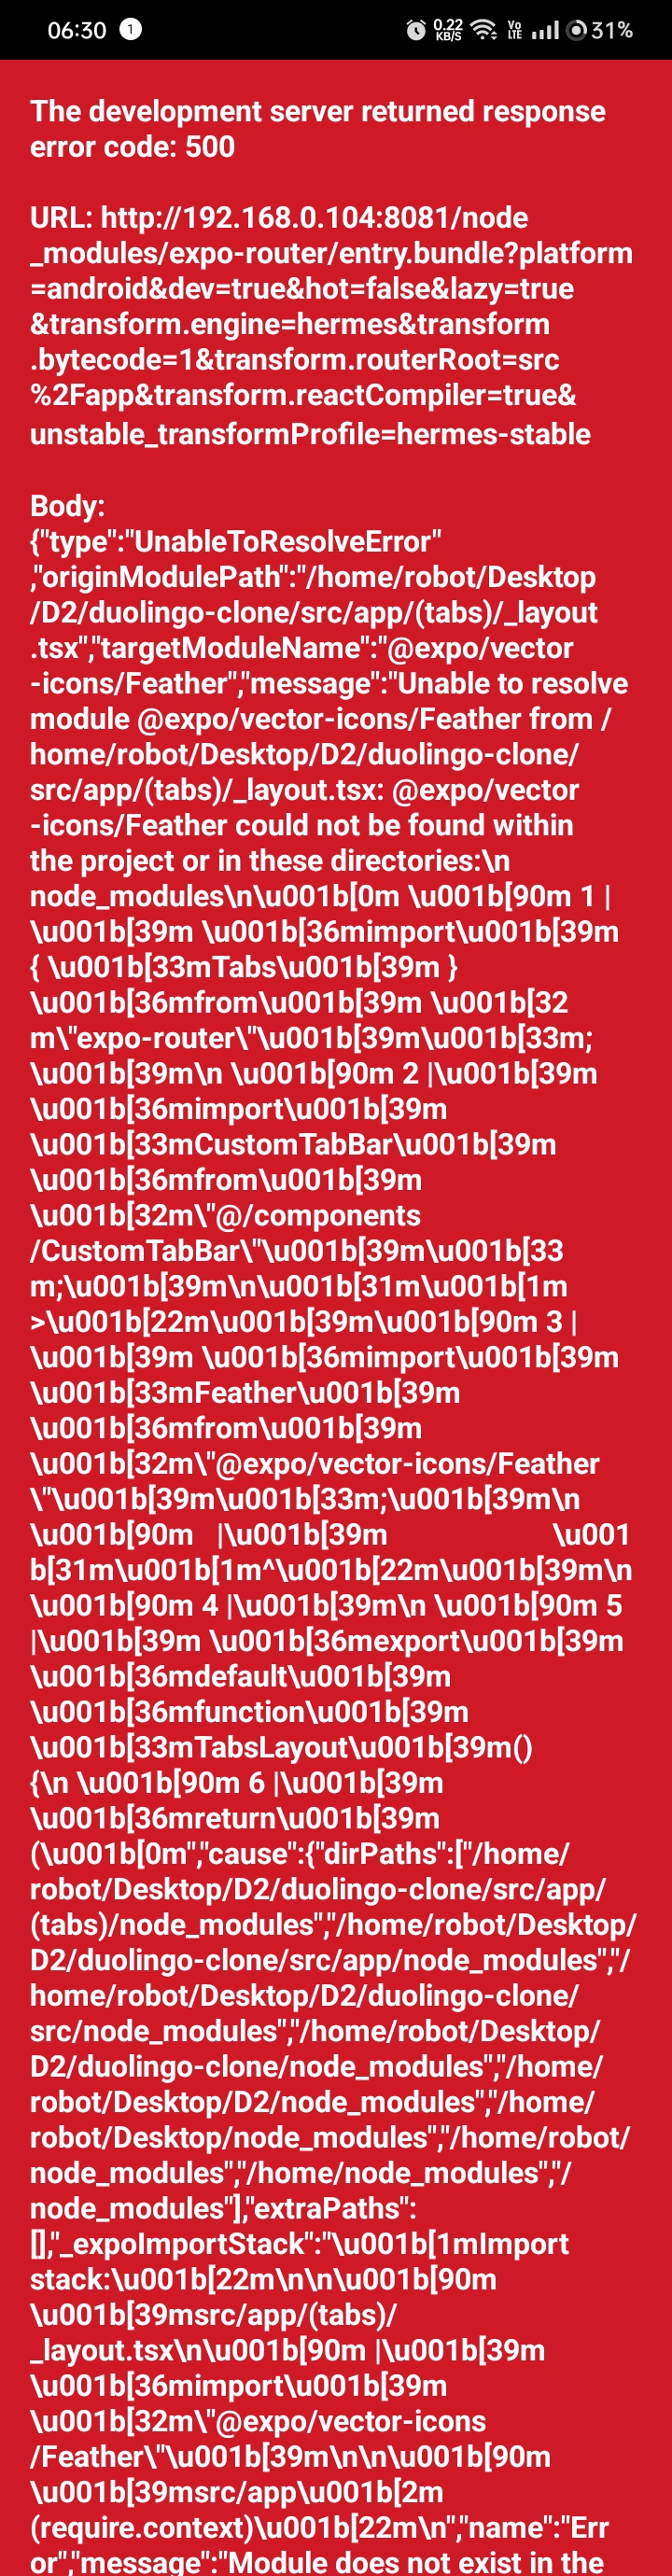 06:30 1 0.22 KB/S Vo LTE 31%
The development server returned response
error code: 500
URL: http://192.168.0.104:8081/node
_modules/expo-router/entry.bundle?platform
=android&dev=true&hot=false&lazy=true
&transform.engine=hermes&transform
.bytecode=1&transform.routerRoot=src
%2Fapp&transform.reactCompiler=true&
unstable_transformProfile=hermes-stable
Body:
{"type":"UnableToResolveError"
,"originModulePath":"/home/robot/Desktop
/D2/duolingo-clone/src/app/(tabs)/_layout
.tsx","targetModuleName":"@expo/vector
-icons/Feather","message":"Unable to resolve
module @expo/vector-icons/Feather from /
home/robot/Desktop/D2/duolingo-clone/
src/app/(tabs)/_layout.tsx: @expo/vector
-icons/Feather could not be found within
the project or in these directories:\n
node_modules\n\u001b[0m \u001b[90m 1 |
\u001b[39m \u001b[36mimport\u001b[39m
{ \u001b[33mTabs\u001b[39m }
\u001b[36mfrom\u001b[39m \u001b[32
m\"expo-router\"\u001b[39m\u001b[33m;
\u001b[39m\n \u001b[90m 2 |\u001b[39m
\u001b[36mimport\u001b[39m
\u001b[33mCustomTabBar\u001b[39m
\u001b[36mfrom\u001b[39m
\u001b[32m\"@/components
/CustomTabBar\"\u001b[39m\u001b[33
m;\u001b[39m\n\u001b[31m\u001b[1m
>\u001b[22m\u001b[39m\u001b[90m 3 |
\u001b[39m \u001b[36mimport\u001b[39m
\u001b[33mFeather\u001b[39m
\u001b[36mfrom\u001b[39m
\u001b[32m\"@expo/vector-icons/Feather
\"\u001b[39m\u001b[33m;\u001b[39m\n
\u001b[90m   |\u001b[39m                    \u001
b[31m\u001b[1m^\u001b[22m\u001b[39m\n
\u001b[90m 4 |\u001b[39m\n \u001b[90m 5
|\u001b[39m \u001b[36mexport\u001b[39m
\u001b[36mdefault\u001b[39m
\u001b[36mfunction\u001b[39m
\u001b[33mTabsLayout\u001b[39m()
{\n \u001b[90m 6 |\u001b[39m
\u001b[36mreturn\u001b[39m
(\u001b[0m","cause":{"dirPaths":["/home/
robot/Desktop/D2/duolingo-clone/src/app/
(tabs)/node_modules","/home/robot/Desktop/
D2/duolingo-clone/src/app/node_modules","/
home/robot/Desktop/D2/duolingo-clone/
src/node_modules","/home/robot/Desktop/
D2/duolingo-clone/node_modules","/home/
robot/Desktop/D2/node_modules","/home/
robot/Desktop/node_modules","/home/robot/
node_modules","/home/node_modules","/
node_modules"],"extraPaths":
[],"_expoImportStack":"\u001b[1mImport
stack:\u001b[22m\n\n\u001b[90m
\u001b[39msrc/app/(tabs)/
_layout.tsx\n\u001b[90m |\u001b[39m
\u001b[36mimport\u001b[39m
\u001b[32m\"@expo/vector-icons
/Feather\"\u001b[39m\n\n\u001b[90m
\u001b[39msrc/app\u001b[2m
(require.context)\u001b[22m\n","name":"Err
or","message":"Module does not exist in the